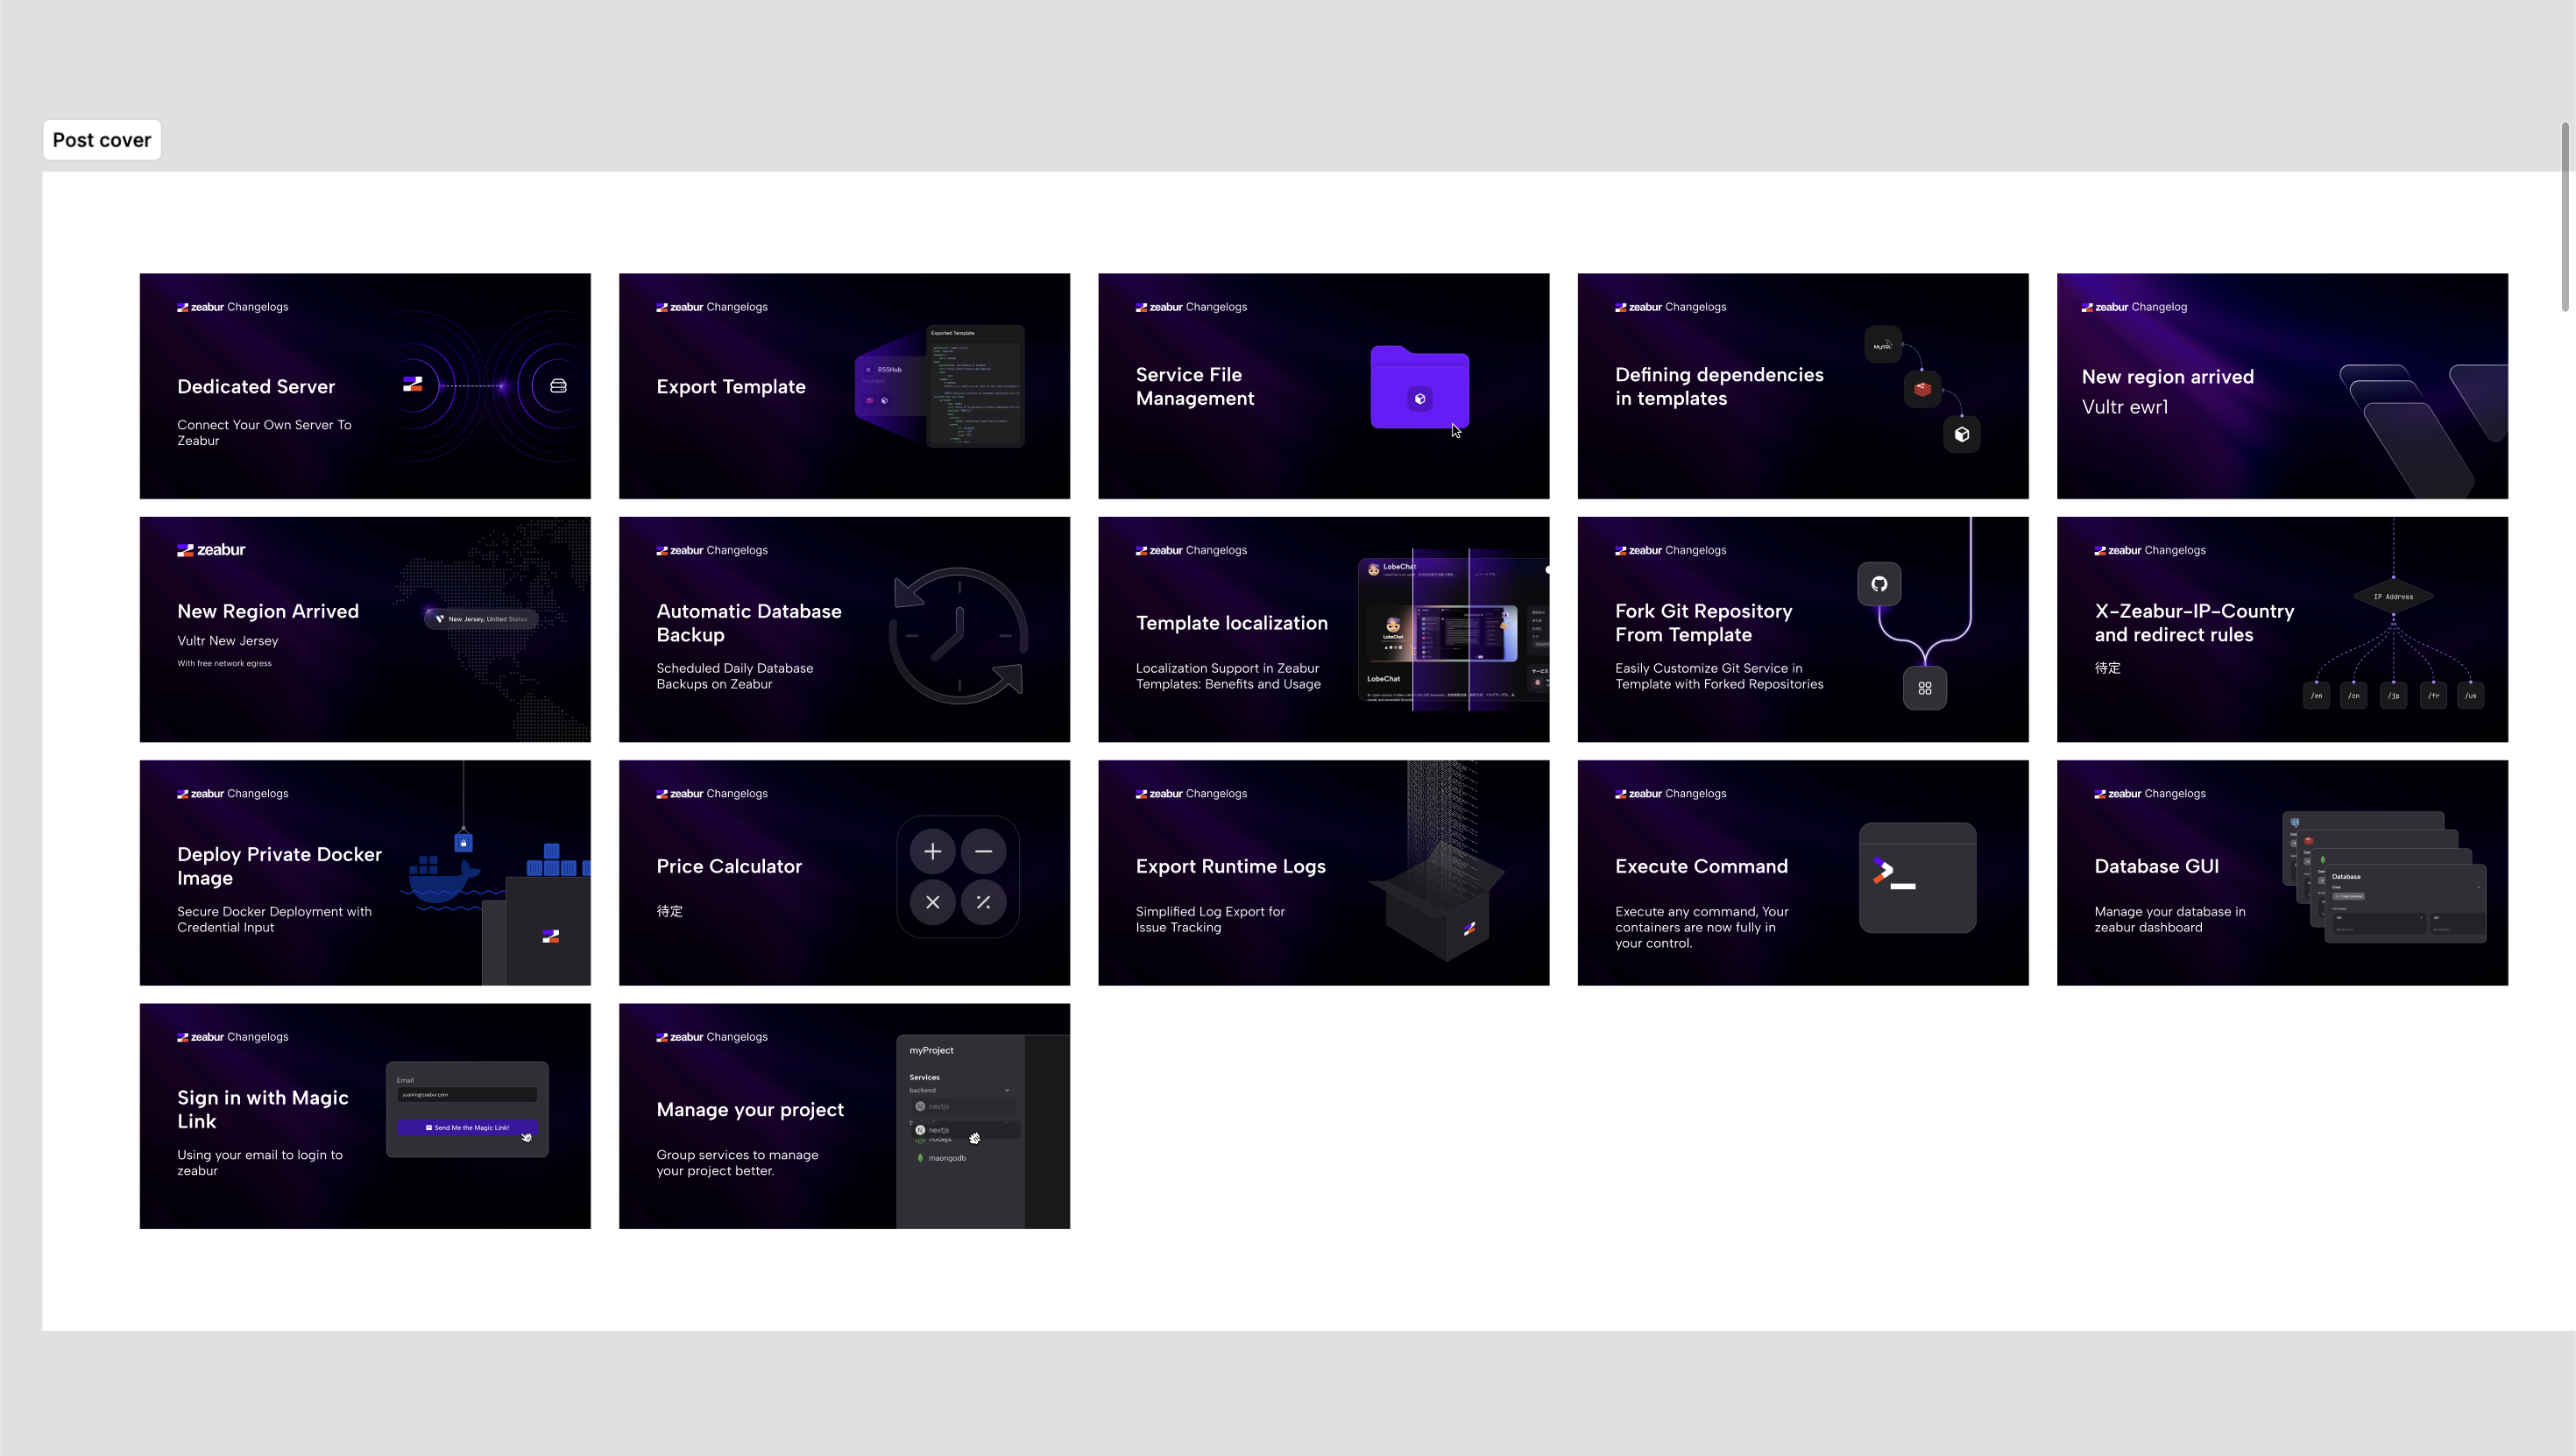 Post cover
zeabur Changelogs
Dedicated Server
Connect Your Own Server To
Zeabur
zeabur Changelogs
Export Template
RSSHub
Exported Template
zeabur Changelogs
Service File
Management
zeabur Changelogs
Defining dependencies
in templates
MySQL
zeabur Changelog
New region arrived
Vultr ewr1
zeabur
New Region Arrived
Vultr New Jersey
With free network egress
New Jersey, United States
zeabur Changelogs
Automatic Database
Backup
Scheduled Daily Database
Backups on Zeabur
zeabur Changelogs
Template localization
Localization Support in Zeabur
Templates: Benefits and Usage
LobeChat
LobeChat
LobeChat
zeabur Changelogs
Fork Git Repository
From Template
Easily Customize Git Service in
Template with Forked Repositories
zeabur Changelogs
X-Zeabur-IP-Country
and redirect rules
待定
IP Address
/en /cn /jp /fr /us
zeabur Changelogs
Deploy Private Docker
Image
Secure Docker Deployment with
Credential Input
zeabur Changelogs
Price Calculator
待定
zeabur Changelogs
Export Runtime Logs
Simplified Log Export for
Issue Tracking
zeabur Changelogs
Execute Command
Execute any command, Your
containers are now fully in
your control.
zeabur Changelogs
Database GUI
Manage your database in
zeabur dashboard
Database
Data
zeabur Changelogs
Sign in with Magic
Link
Using your email to login to
zeabur
Email
yuanlin@zeabur.com
Send Me the Magic Link!
zeabur Changelogs
Manage your project
Group services to manage
your project better.
myProject
Services
backend
nextjs
nextjs
nodejs
maongodb